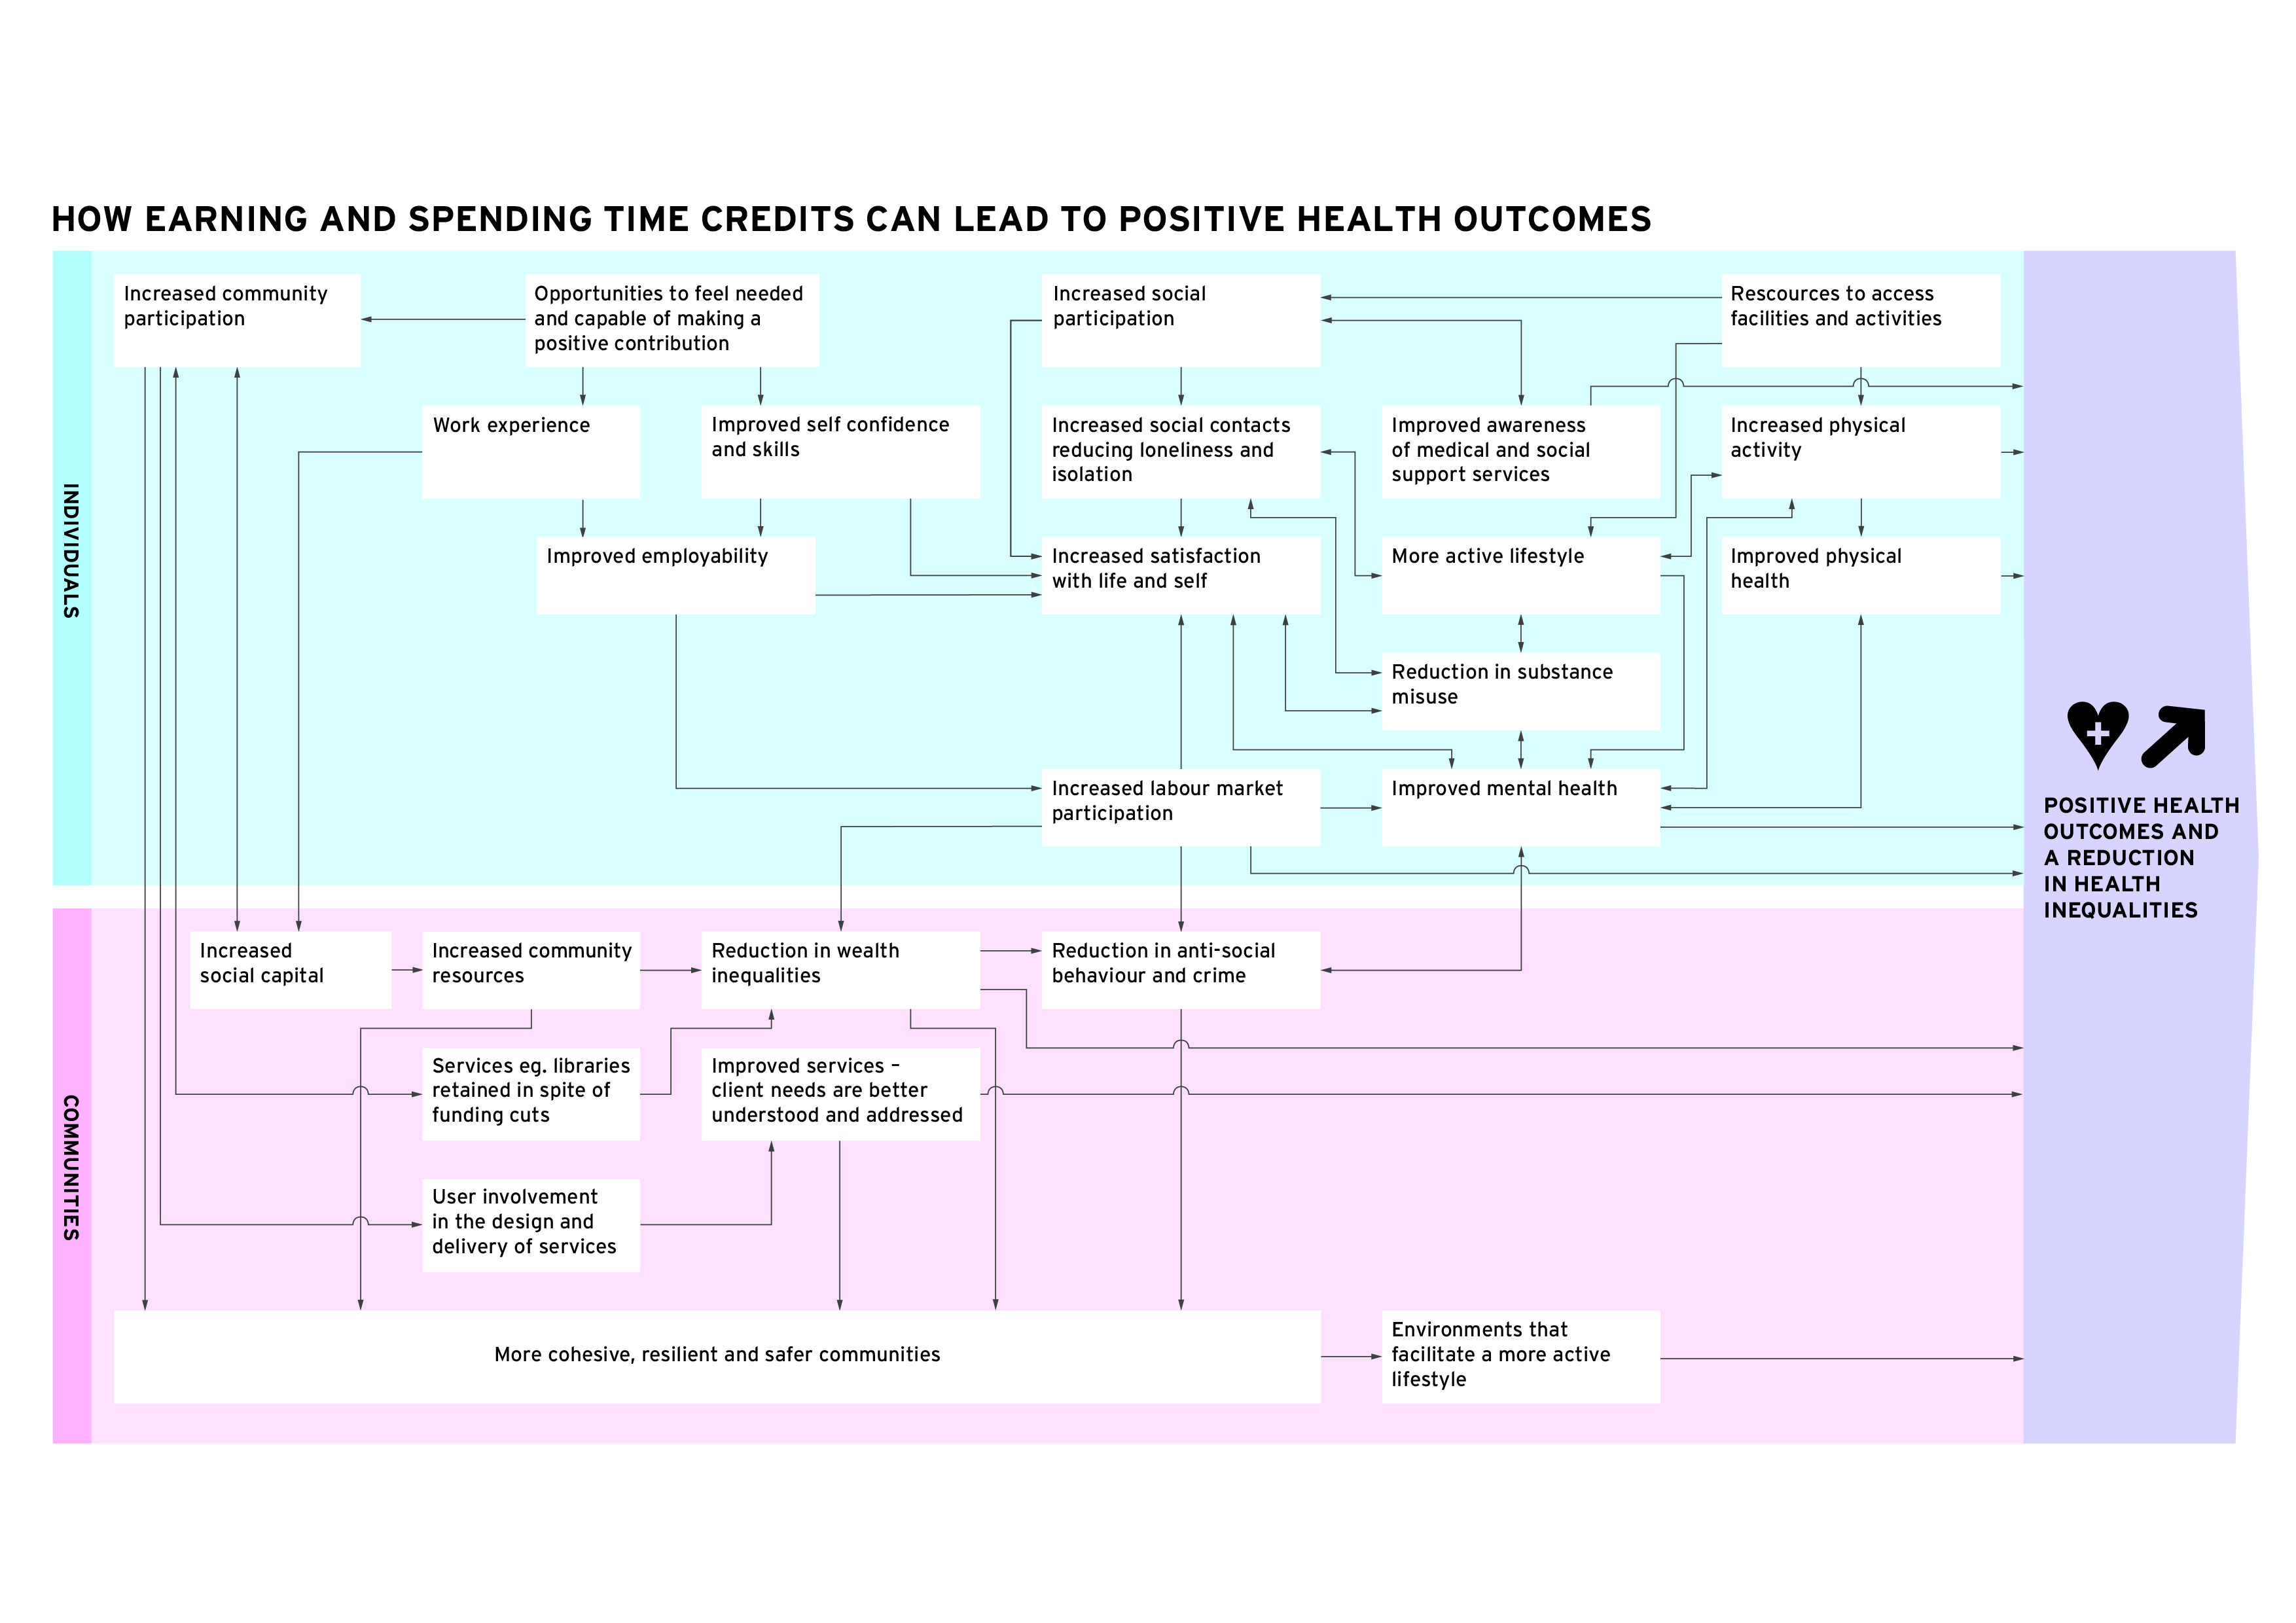 HOW EARNING AND SPENDING TIME CREDITS CAN LEAD TO POSITIVE HEALTH OUTCOMES
INDIVIDUALS
Increased community
participation
Opportunities to feel needed
and capable of making a
positive contribution
Increased social
participation
Rescources to access
facilities and activities
Work experience
Improved self confidence
and skills
Increased social contacts
reducing loneliness and
isolation
Improved awareness
of medical and social
support services
Increased physical
activity
Improved employability
Increased satisfaction
with life and self
More active lifestyle
Improved physical
health
Reduction in substance
misuse
Increased labour market
participation
Improved mental health
COMMUNITIES
Increased
social capital
Increased community
resources
Reduction in wealth
inequalities
Reduction in anti-social
behaviour and crime
Services eg. libraries
retained in spite of
funding cuts
Improved services –
client needs are better
understood and addressed
User involvement
in the design and
delivery of services
More cohesive, resilient and safer communities
Environments that
facilitate a more active
lifestyle
POSITIVE HEALTH
OUTCOMES AND
A REDUCTION
IN HEALTH
INEQUALITIES